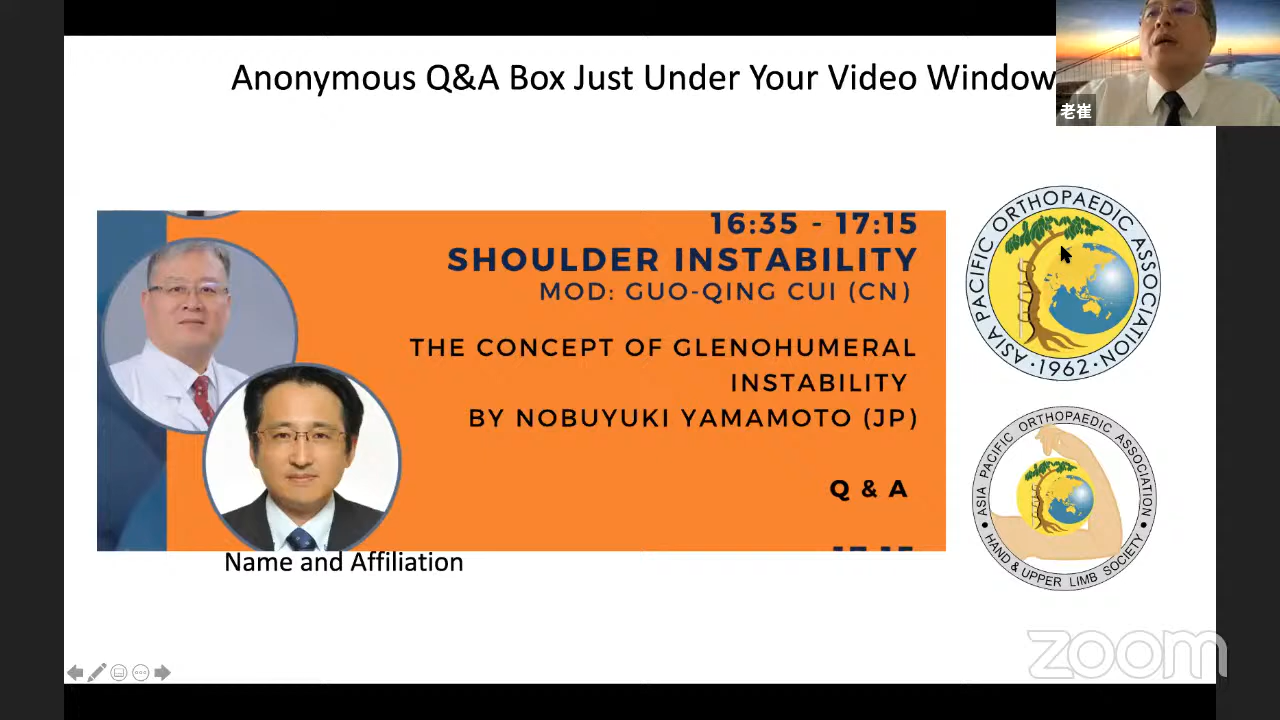 Anonymous Q&A Box Just Under Your Video Window
老崔
16:35 - 17:15
SHOULDER INSTABILITY
MOD: GUO-QING CUI (CN)
THE CONCEPT OF GLENOHUMERAL
INSTABILITY
BY NOBUYUKI YAMAMOTO (JP)
Q & A
Name and Affiliation
ASIA PACIFIC ORTHOPAEDIC ASSOCIATION
·1962·
ASIA PACIFIC ORTHOPAEDIC ASSOCIATION
HAND & UPPER LIMB SOCIETY
zoom